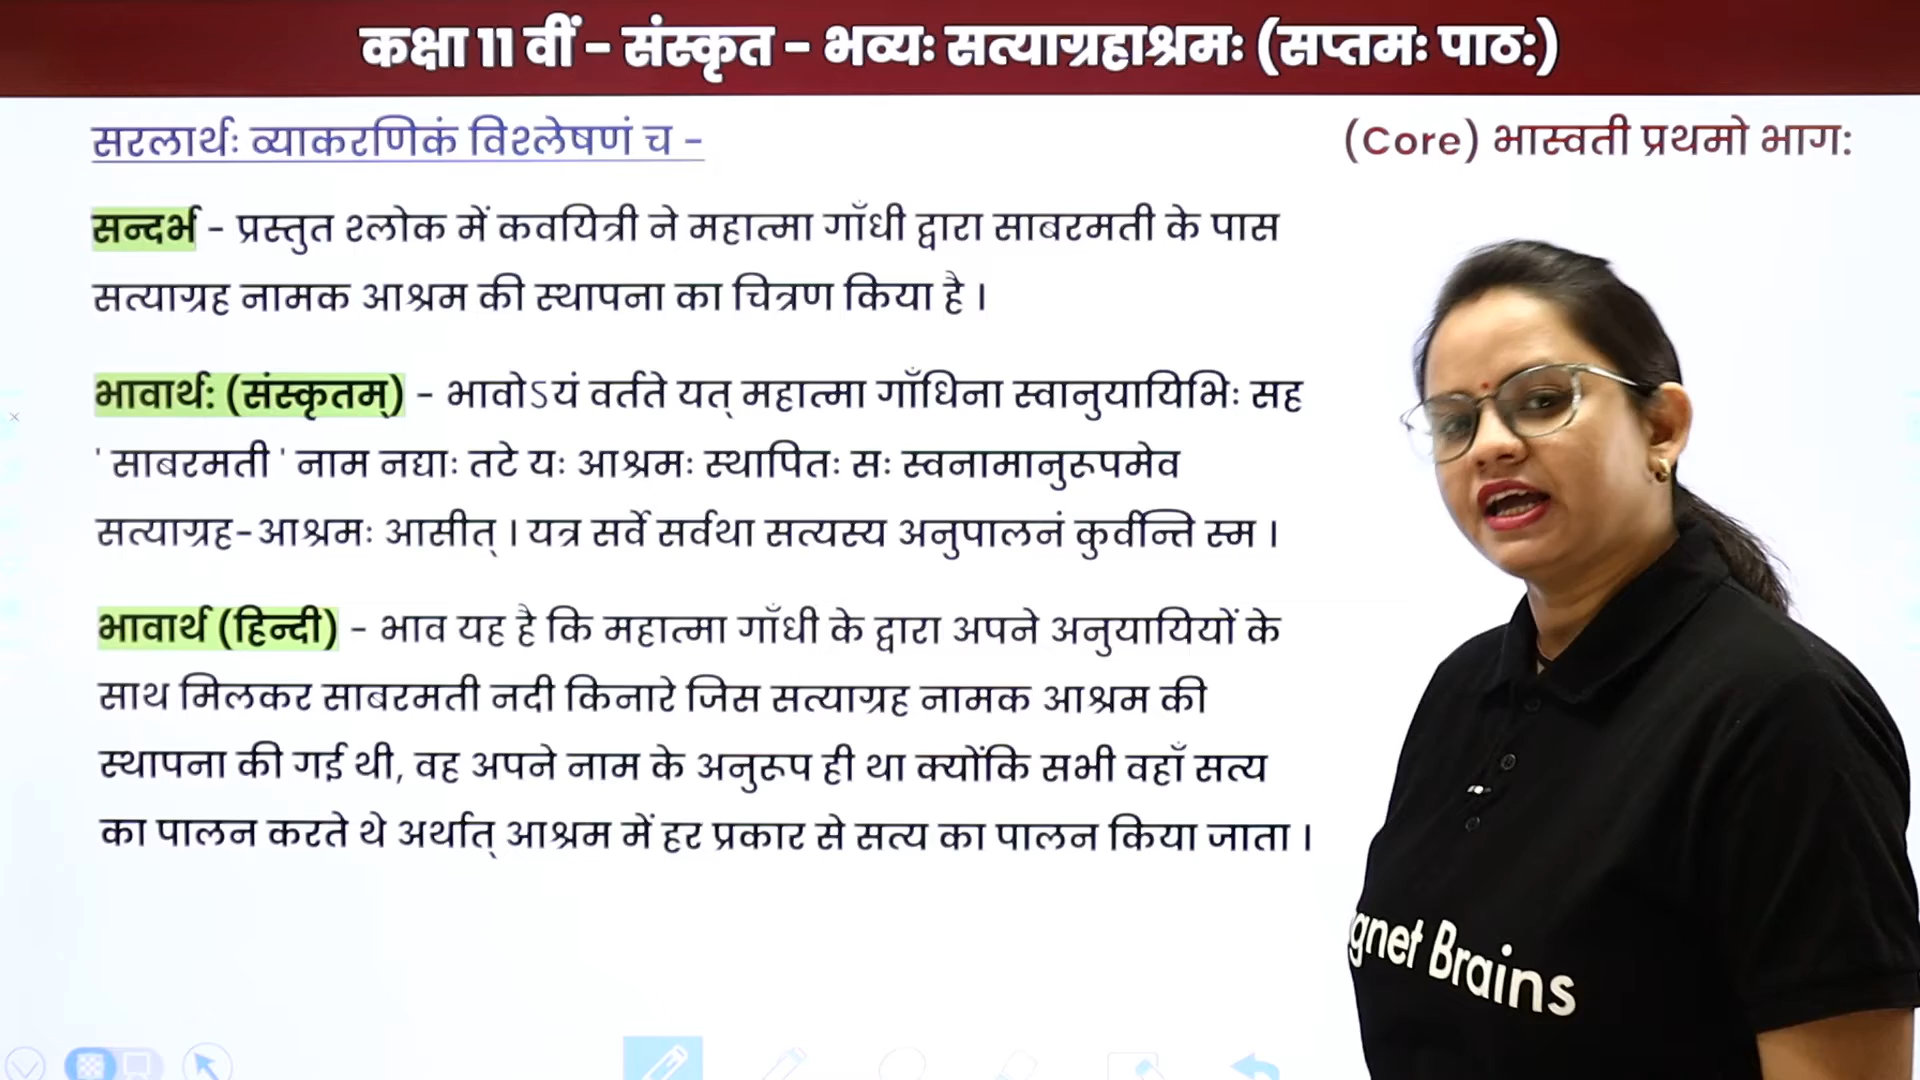 कक्षा 11 वीं - संस्कृत - भव्यः सत्याग्रहाश्रमः (सप्तमः पाठ:)
सरलार्थः व्याकरणिकं विश्लेषणं च -
(Core) भास्वती प्रथमो भाग:
सन्दर्भ - प्रस्तुत श्लोक में कवयित्री ने महात्मा गाँधी द्वारा साबरमती के पास
सत्याग्रह नामक आश्रम की स्थापना का चित्रण किया है ।
भावार्थ: (संस्कृतम्) - भावोऽयं वर्तते यत् महात्मा गाँधिना स्वानुयायिभिः सह
' साबरमती ' नाम नद्याः तटे यः आश्रमः स्थापितः सः स्वनामानुरूपमेव
सत्याग्रह-आश्रमः आसीत् । यत्र सर्वे सर्वथा सत्यस्य अनुपालनं कुर्वन्ति स्म ।
भावार्थ (हिन्दी) - भाव यह है कि महात्मा गाँधी के द्वारा अपने अनुयायियों के
साथ मिलकर साबरमती नदी किनारे जिस सत्याग्रह नामक आश्रम की
स्थापना की गई थी, वह अपने नाम के अनुरूप ही था क्योंकि सभी वहाँ सत्य
का पालन करते थे अर्थात् आश्रम में हर प्रकार से सत्य का पालन किया जाता ।
gnet Brains